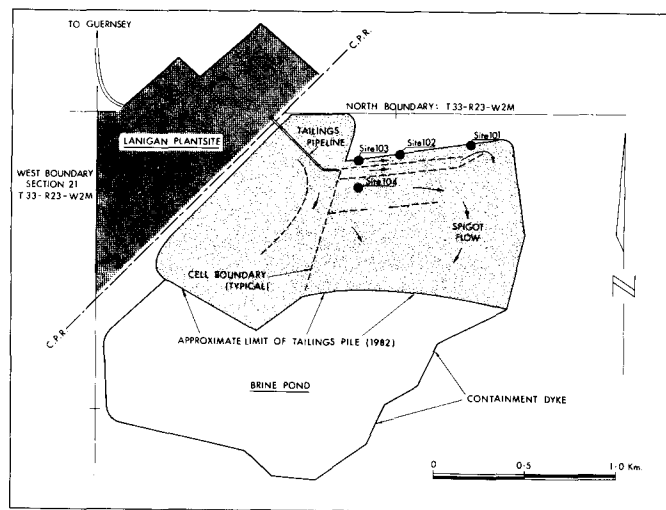 TO GUERNSEY
C.P.R.
NORTH BOUNDARY: T33-R23-W2M
LANIGAN PLANTSITE
TAILINGS
PIPELINE
Site103
Site102
Site101
WEST BOUNDARY
SECTION 21
T33-R23-W2M
Site104
SPIGOT
FLOW
CELL BOUNDARY
(TYPICAL)
N
C.P.R.
APPROXIMATE LIMIT OF TAILINGS PILE (1982)
BRINE POND
CONTAINMENT DYKE
0
0·5
1·0 Km.